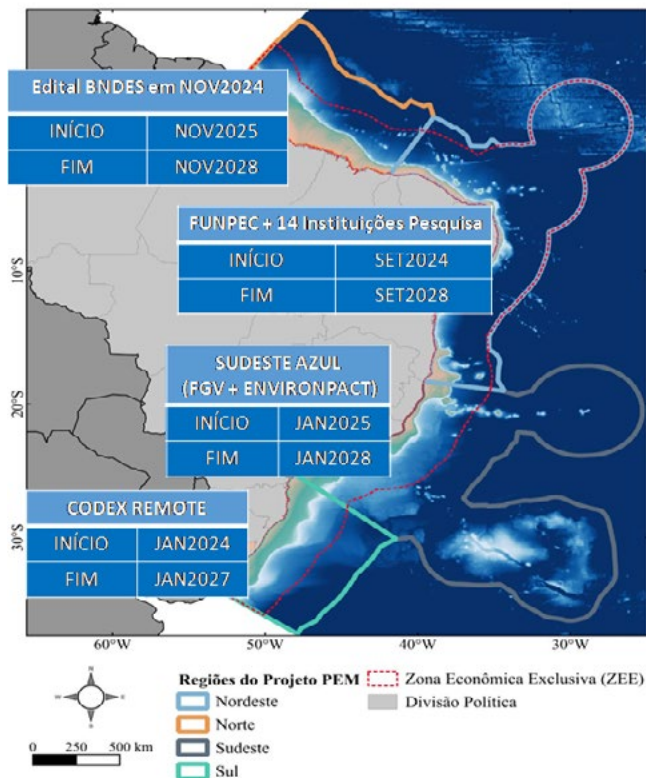 Edital BNDES em NOV2024
INÍCIO NOV2025
FIM NOV2028
FUNPEC + 14 Instituições Pesquisa
INÍCIO SET2024
FIM SET2028
SUDESTE AZUL
(FGV + ENVIRONPACT)
INÍCIO JAN2025
FIM JAN2028
CODEX REMOTE
INÍCIO JAN2024
FIM JAN2027
10°S
20°S
30°S
60°W 50°W 40°W 30°W
N
W E
S
0 250 500 km
Regiões do Projeto PEM
Nordeste
Norte
Sudeste
Sul
Zona Econômica Exclusiva (ZEE)
Divisão Política